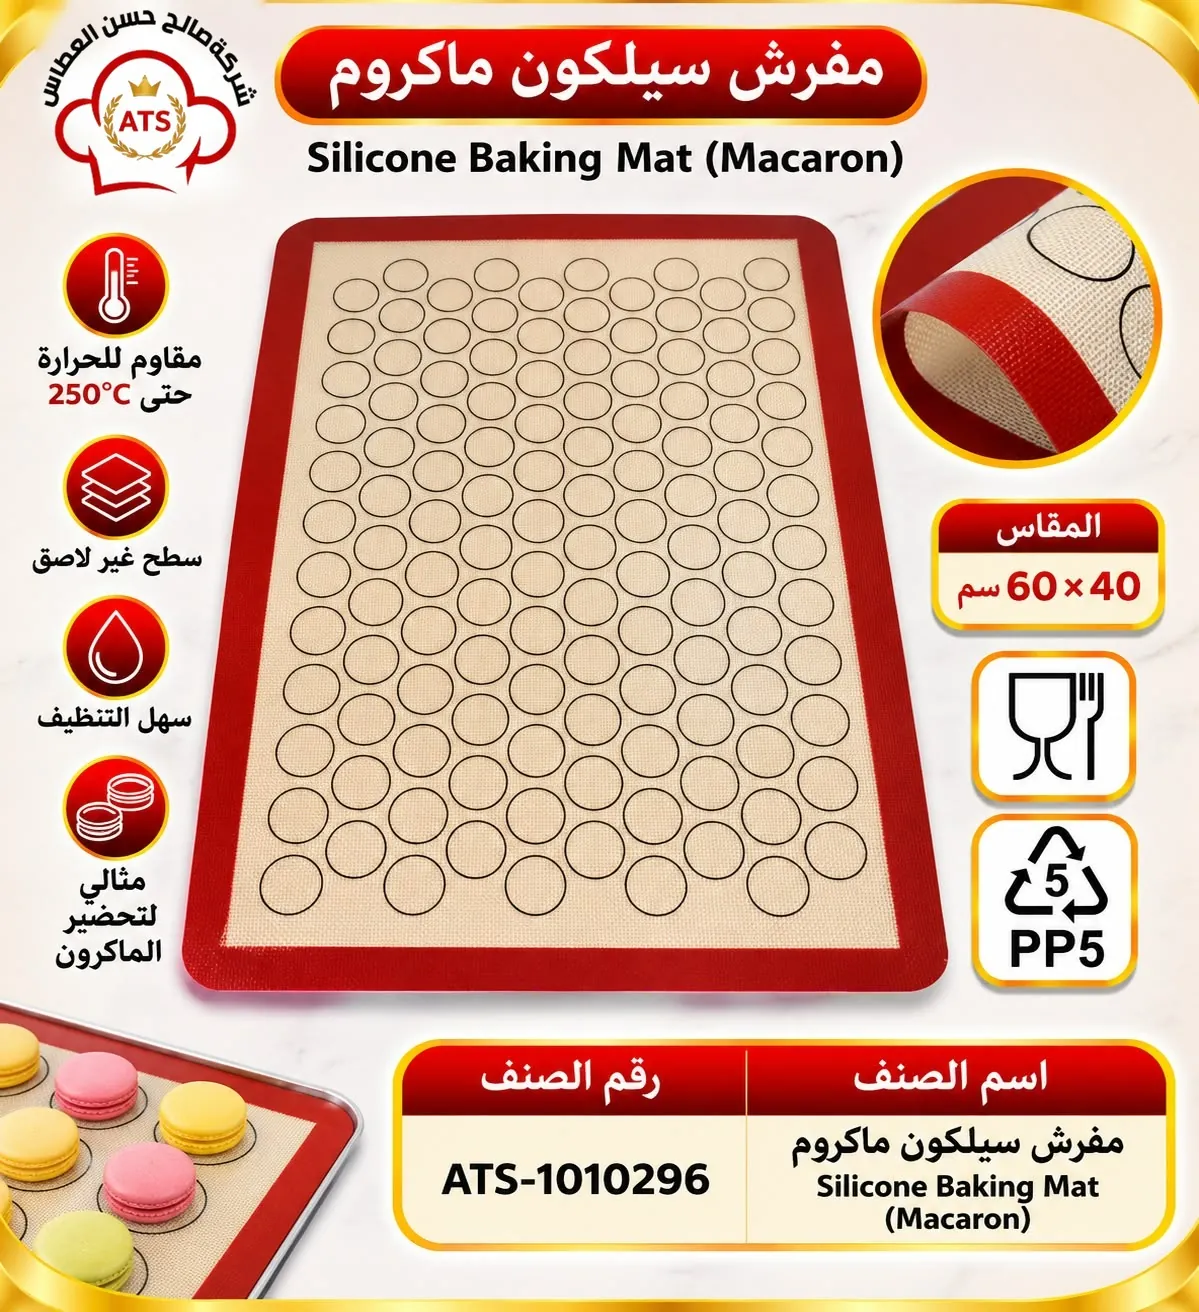 شركة صالح حسن العطاس
ATS
مفرش سيلكون ماكروم
Silicone Baking Mat (Macaron)
مقاوم للحرارة
حتى 250°C
سطح غير لاصق
سهل التنظيف
مثالي
لتحضير
الماكرون
المقاس
60×40 سم
5
PP5
اسم الصنف
رقم الصنف
مفرش سيلكون ماكروم
Silicone Baking Mat
(Macaron)
ATS-1010296